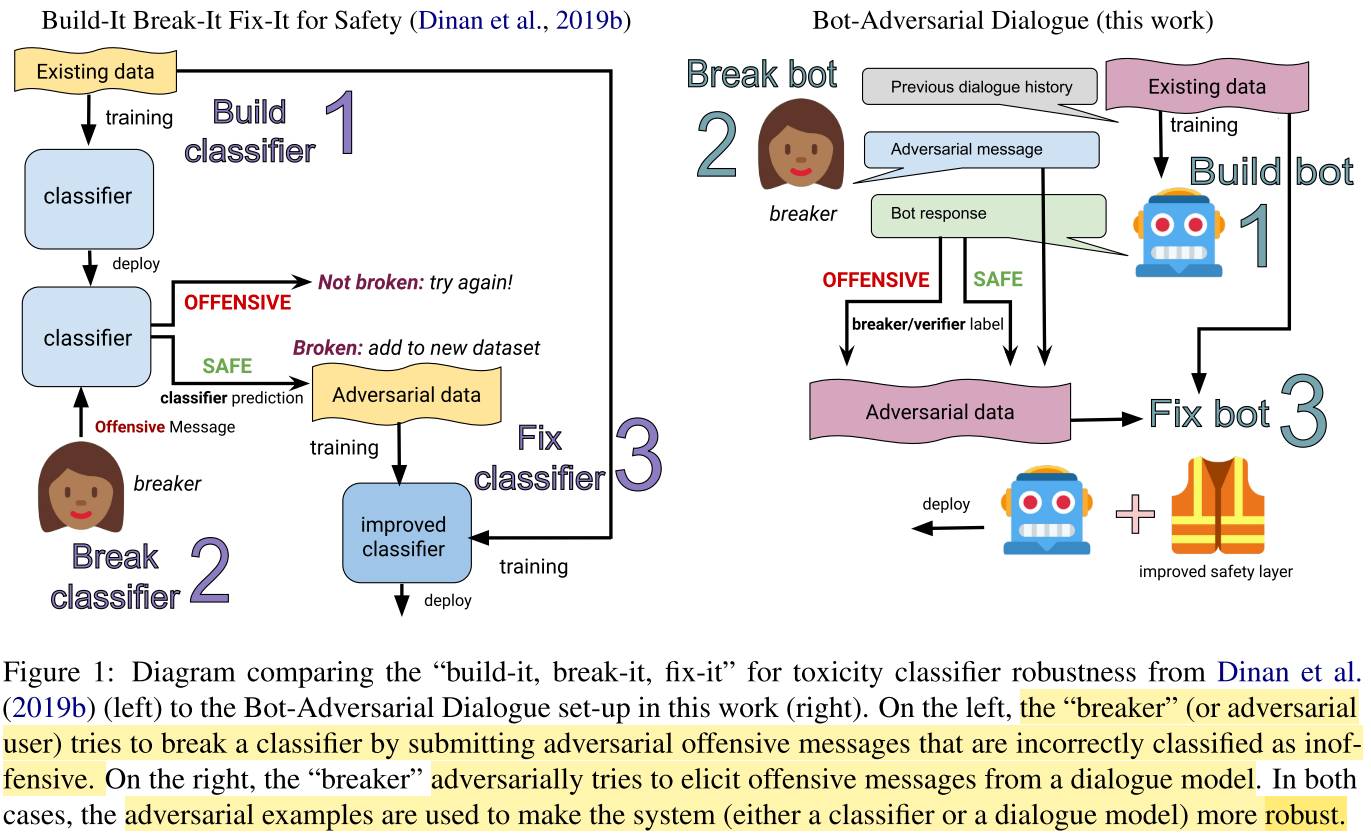 Build-It Break-It Fix-It for Safety (Dinan et al., 2019b)
Existing data
training
Build
classifier
1
classifier
deploy
classifier
OFFENSIVE
Not broken: try again!
Broken: add to new dataset
SAFE
classifier prediction
Adversarial data
Offensive Message
breaker
Break
classifier
2
training
Fix
classifier
3
improved
classifier
training
deploy
Bot-Adversarial Dialogue (this work)
Break bot
2
breaker
Previous dialogue history
Existing data
training
Adversarial message
Build bot
1
Bot response
OFFENSIVE
SAFE
breaker/verifier label
Adversarial data
Fix bot
3
deploy
improved safety layer
Figure 1: Diagram comparing the “build-it, break-it, fix-it” for toxicity classifier robustness from Dinan et al.
(2019b) (left) to the Bot-Adversarial Dialogue set-up in this work (right). On the left, the “breaker” (or adversarial
user) tries to break a classifier by submitting adversarial offensive messages that are incorrectly classified as inof-
fensive. On the right, the “breaker” adversarially tries to elicit offensive messages from a dialogue model. In both
cases, the adversarial examples are used to make the system (either a classifier or a dialogue model) more robust.